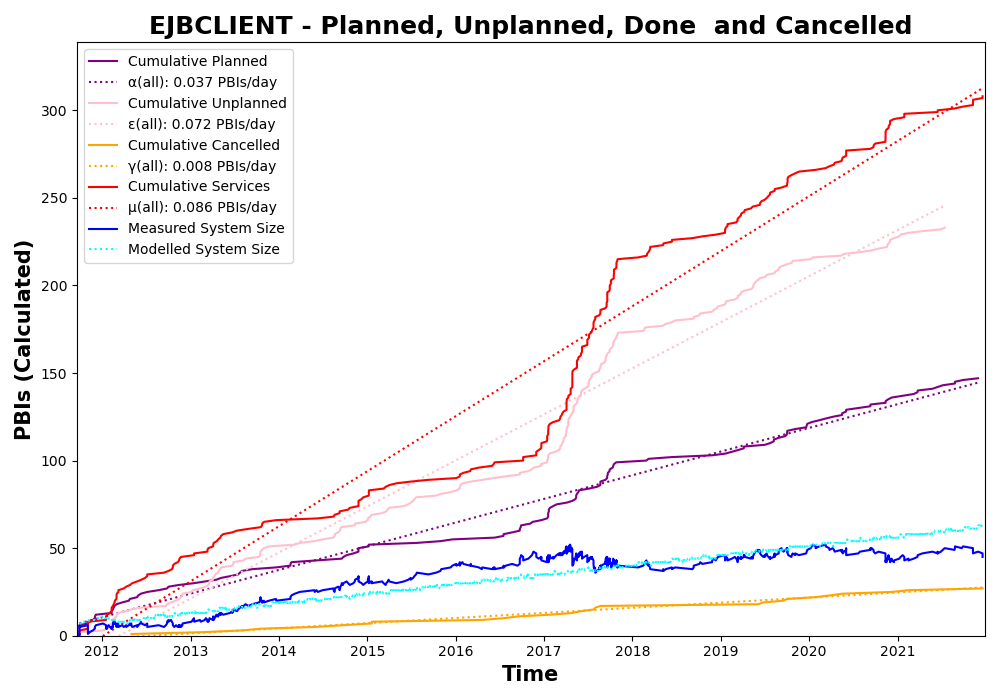 EJBCLIENT - Planned, Unplanned, Done  and Cancelled
Cumulative Planned
α(all): 0.037 PBIs/day
Cumulative Unplanned
ε(all): 0.072 PBIs/day
Cumulative Cancelled
γ(all): 0.008 PBIs/day
Cumulative Services
μ(all): 0.086 PBIs/day
Measured System Size
Modelled System Size
PBIs (Calculated)
300
250
200
150
100
50
0
2012 2013 2014 2015 2016 2017 2018 2019 2020 2021
Time